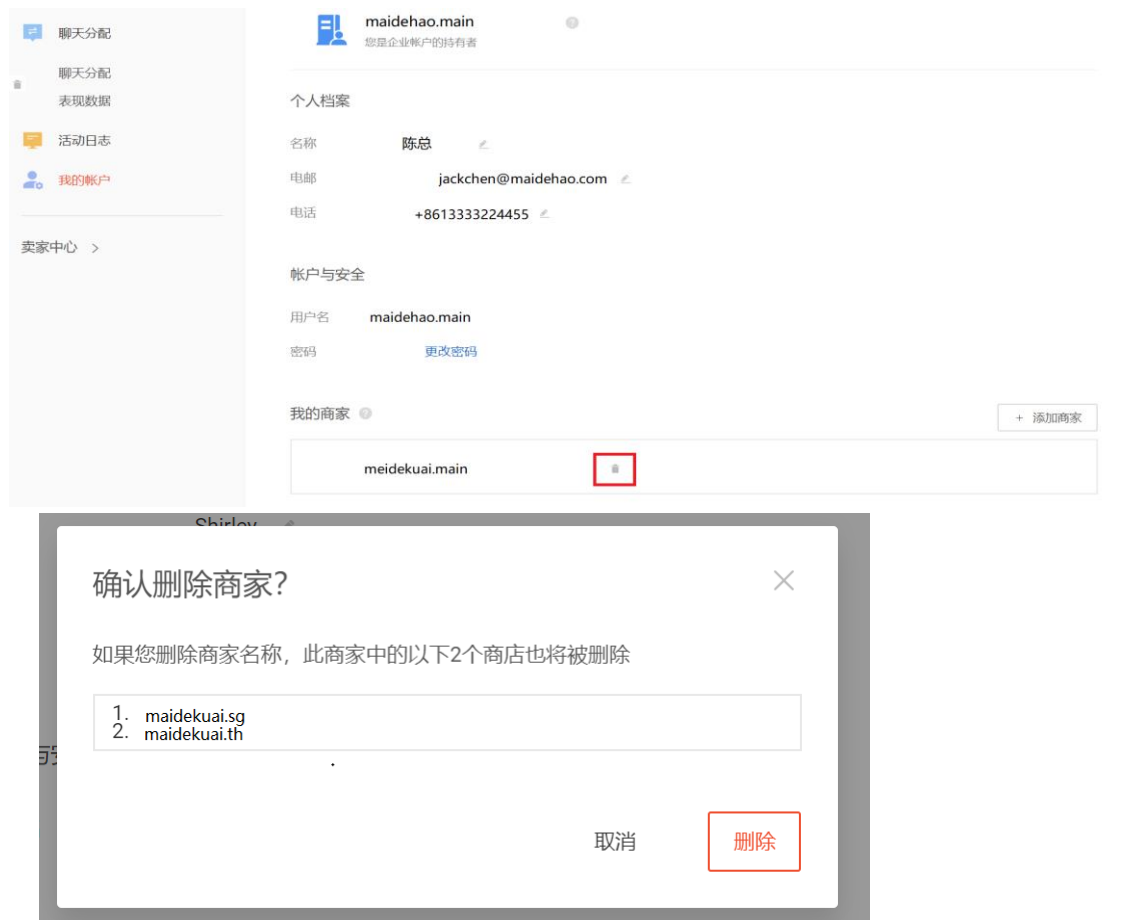 聊天分配
聊天分配
表现数据
活动日志
我的帐户
卖家中心
maidehao.main
您是企业帐户的持有者
个人档案
名称 陈总
电邮 jackchen@maidehao.com
电话 +8613333224455
帐户与安全
用户名 maidehao.main
密码 更改密码
我的商家
+ 添加商家
meidekuai.main
Shirley
确认删除商家?
如果您删除商家名称，此商家中的以下2个商店也将被删除
1. maidekuai.sg
2. maidekuai.th
取消 删除